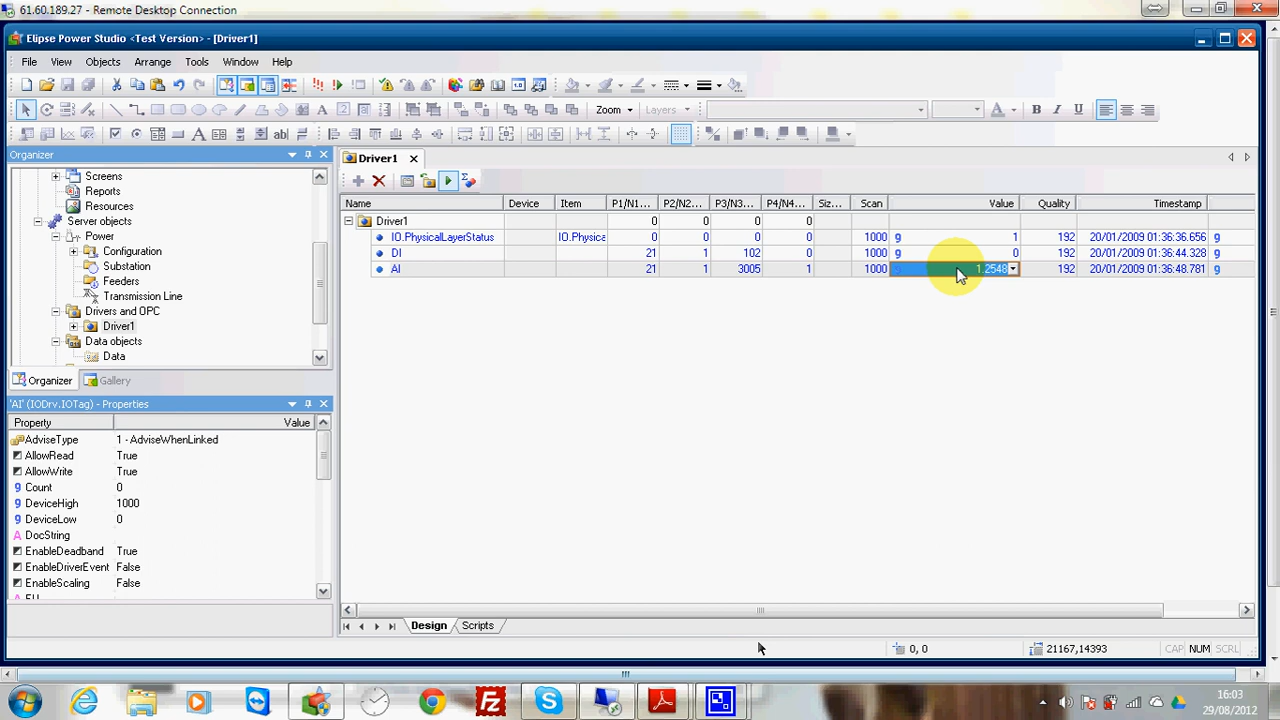 61.60.189.27 - Remote Desktop Connection
Elipse Power Studio <Test Version> - [Driver1]
File View Objects Arrange Tools Window Help
Zoom Layers
B I U
Organizer
Driver1
Screens
Reports
Resources
Server objects
Power
Configuration
Substation
Feeders
Transmission Line
Drivers and OPC
Driver1
Data objects
Data
Organizer Gallery
Name Device Item P1/N1... P2/N2... P3/N3... P4/N4... Siz... Scan Value Quality Timestamp
Driver1 0 0 0 0
IO.PhysicalLayerStatus IO.Physica 0 0 0 0 1000 1 192 20/01/2009 01:36:36.656
DI 21 1 102 0 1000 0 192 20/01/2009 01:36:44.328
AI 21 1 3005 1 1000 1.2548 192 20/01/2009 01:36:48.781
'AI' (IODrv.IOTag) - Properties
Property Value
AdviseType 1 - AdviseWhenLinked
AllowRead True
AllowWrite True
Count 0
DeviceHigh 1000
DeviceLow 0
DocString
EnableDeadband True
EnableDriverEvent False
EnableScaling False
Design Scripts
0, 0 21167,14393 CAP NUM SCRL
16:03
29/08/2012